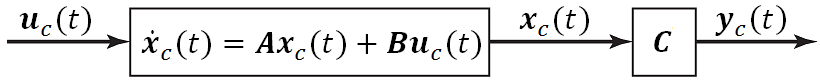 u_c(t) ẋ_c(t) = Ax_c(t) + Bu_c(t) x_c(t) C y_c(t)